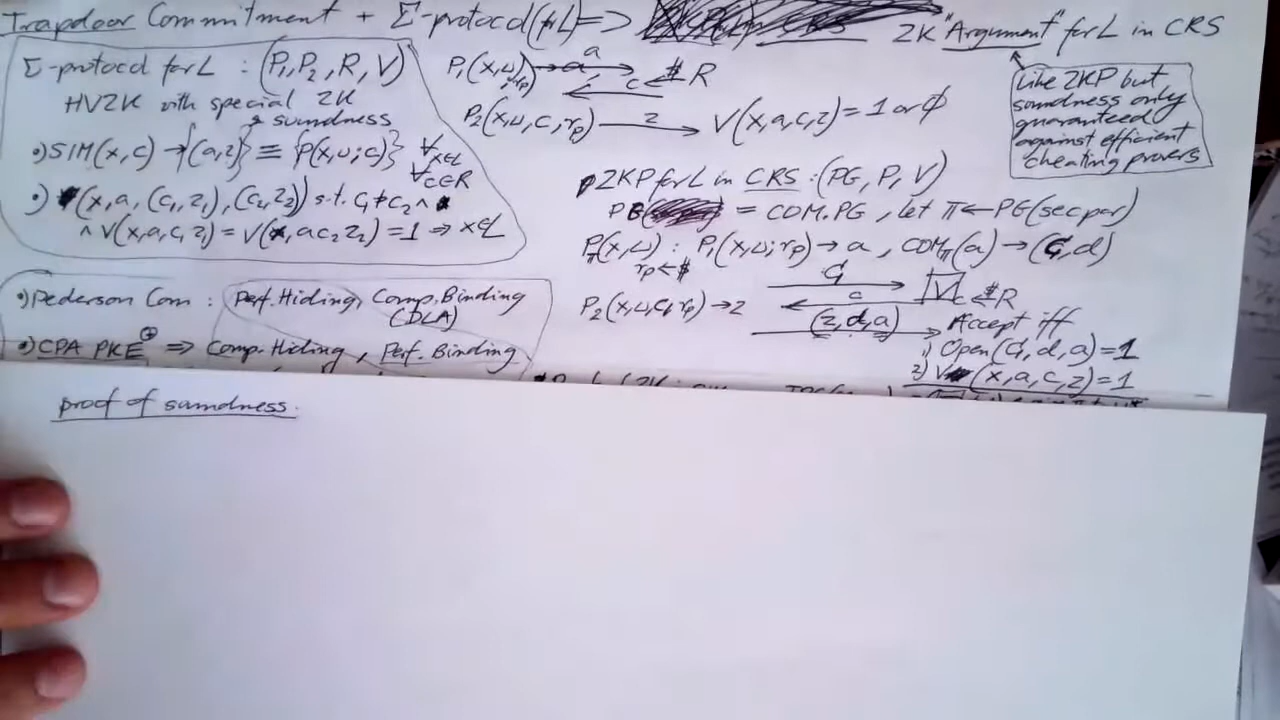 Trapdoor Commitment + Σ-protocol (for L) => ZK "Argument" for L in CRS
Σ-protocol for L : (P₁, P₂, R, V)
HVZK with special ZK
& soundness
•) SIM(x, c) → {(a,z)} ≡ {P(x,ω;c)} ∀x∈L ∀c∈R
•) (x, a, (c₁, z₁), (c₂, z₂)) s.t. c₁≠c₂ ∧
∧ V(x,a,c₁,z₁) = V(x,a,c₂,z₂) = 1 ⇒ x∈L
P₁(x,ω;rp) → a
c ←$ R
P₂(x,ω,c,rp) z → V(x,a,c,z) = 1 or ∅
Like ZKP but
soundness only
guaranteed
against efficient
cheating provers
ZKP for L in CRS : (PG, P, V)
PG = COM.PG , let π ← PG(secpar)
Pπ(x,ω) : P₁(x,ω;rp) → a , COMπ(a) → (C,d)
rp ← $
C
V
c ←$ R
P₂(x,ω,c,rp) → z
c
(z,d,a)
Accept iff
1) Open(C,d,a) = 1
2) V(x,a,c,z) = 1
•) Pederson Com : Perf. Hiding, Comp. Binding
(DLA)
•) CPA PKE⊕ ⇒ Comp. Hiding, Perf. Binding
proof of soundness.